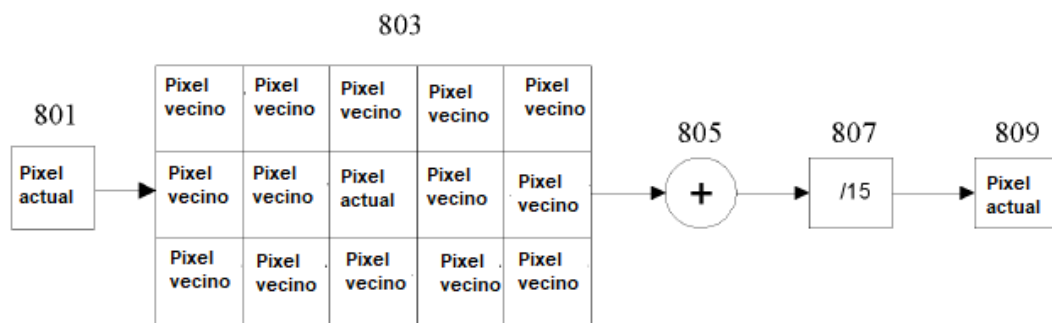 803
801
805
807
809
Pixel vecino Pixel vecino Pixel vecino Pixel vecino Pixel vecino
Pixel actual
Pixel vecino Pixel vecino Pixel actual Pixel vecino Pixel vecino
Pixel vecino Pixel vecino Pixel vecino Pixel vecino Pixel vecino
+
/15
Pixel actual